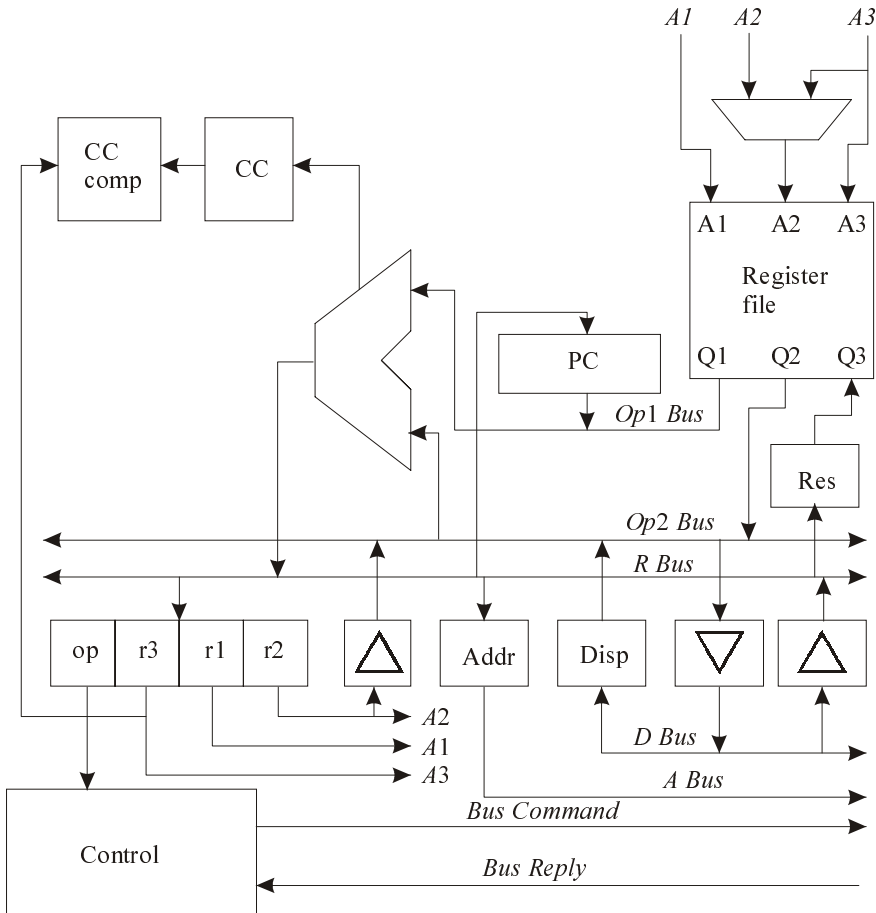 A1 A2 A3
CC comp
CC
A1 A2 A3
Register file
Q1 Q2 Q3
PC
Op1 Bus
Res
Op2 Bus
R Bus
op r3 r1 r2
Addr
Disp
A2
A1
A3
D Bus
A Bus
Bus Command
Control
Bus Reply